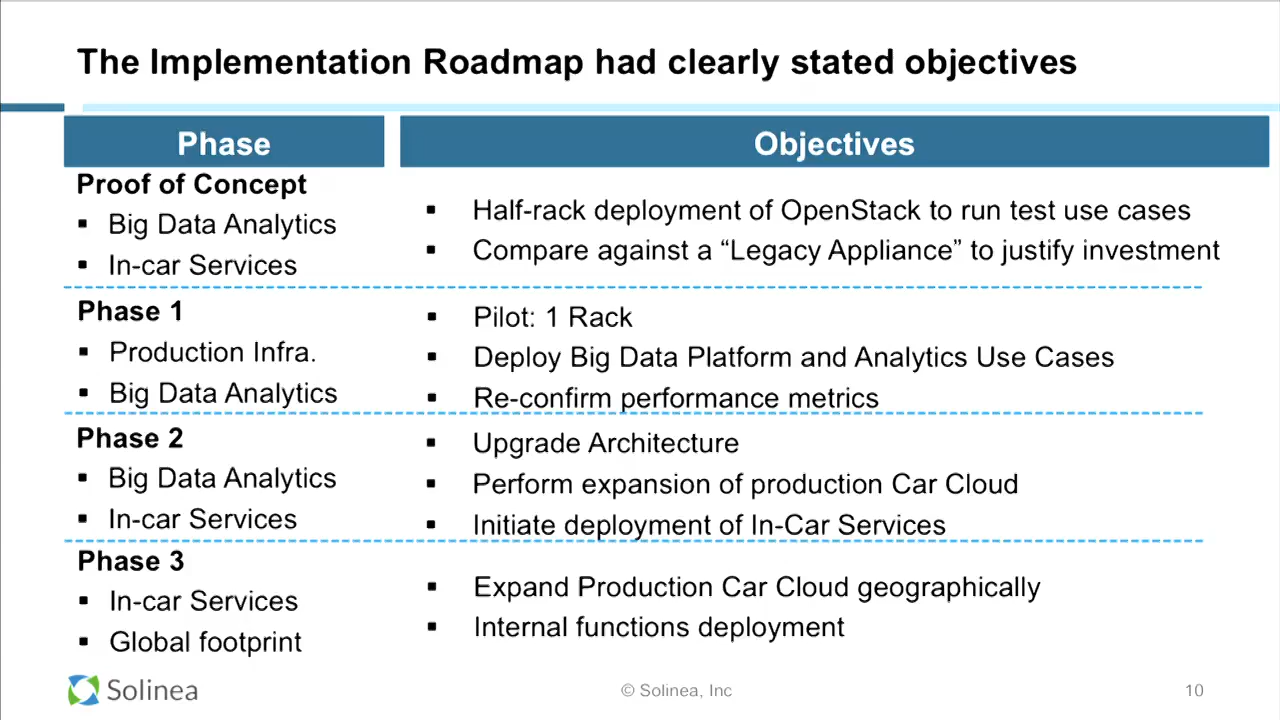 The Implementation Roadmap had clearly stated objectives
Phase
Objectives
Proof of Concept
▪ Big Data Analytics
▪ In-car Services
▪ Half-rack deployment of OpenStack to run test use cases
▪ Compare against a “Legacy Appliance” to justify investment
Phase 1
▪ Production Infra.
▪ Big Data Analytics
▪ Pilot: 1 Rack
▪ Deploy Big Data Platform and Analytics Use Cases
▪ Re-confirm performance metrics
Phase 2
▪ Big Data Analytics
▪ In-car Services
▪ Upgrade Architecture
▪ Perform expansion of production Car Cloud
▪ Initiate deployment of In-Car Services
Phase 3
▪ In-car Services
▪ Global footprint
▪ Expand Production Car Cloud geographically
▪ Internal functions deployment
Solinea
© Solinea, Inc
10